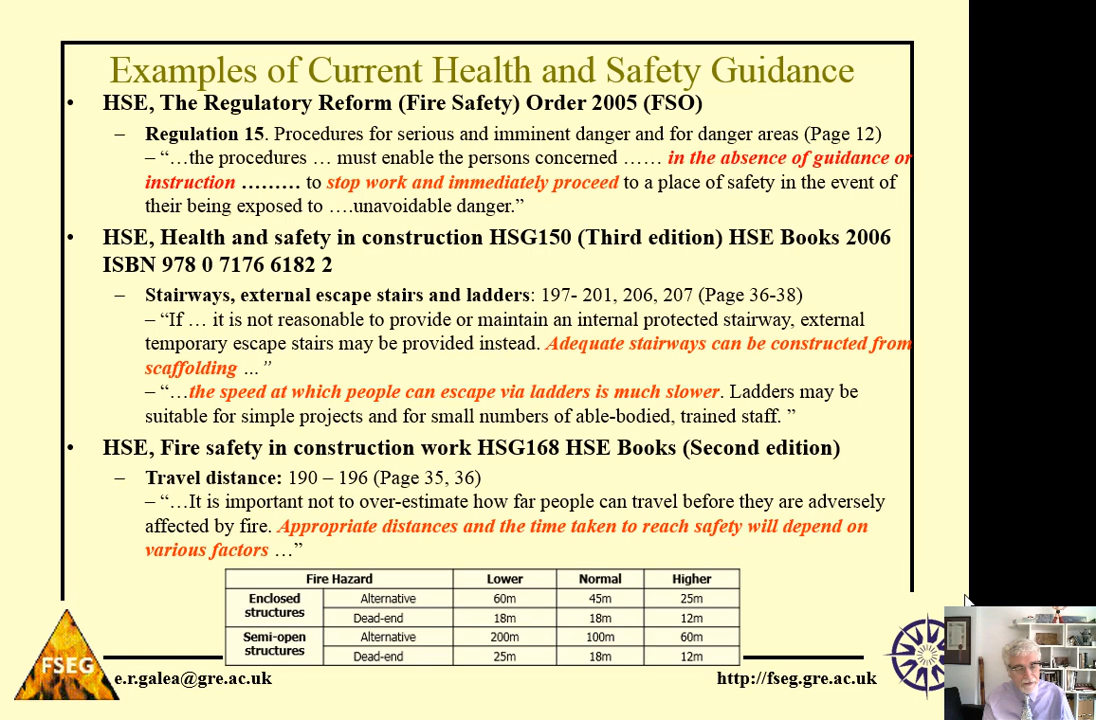 Examples of Current Health and Safety Guidance
• HSE, The Regulatory Reform (Fire Safety) Order 2005 (FSO)
– Regulation 15. Procedures for serious and imminent danger and for danger areas (Page 12)
– “…the procedures … must enable the persons concerned …… in the absence of guidance or
instruction ……… to stop work and immediately proceed to a place of safety in the event of
their being exposed to ….unavoidable danger.”
• HSE, Health and safety in construction HSG150 (Third edition) HSE Books 2006
ISBN 978 0 7176 6182 2
– Stairways, external escape stairs and ladders: 197- 201, 206, 207 (Page 36-38)
– “If … it is not reasonable to provide or maintain an internal protected stairway, external
temporary escape stairs may be provided instead. Adequate stairways can be constructed from
scaffolding …”
– “…the speed at which people can escape via ladders is much slower. Ladders may be
suitable for simple projects and for small numbers of able-bodied, trained staff. ”
• HSE, Fire safety in construction work HSG168 HSE Books (Second edition)
– Travel distance: 190 – 196 (Page 35, 36)
– “…It is important not to over-estimate how far people can travel before they are adversely
affected by fire. Appropriate distances and the time taken to reach safety will depend on
various factors …”
Fire Hazard Lower Normal Higher
Enclosed structures Alternative 60m 45m 25m
Dead-end 18m 18m 12m
Semi-open structures Alternative 200m 100m 60m
Dead-end 25m 18m 12m
FSEG
e.r.galea@gre.ac.uk http://fseg.gre.ac.uk